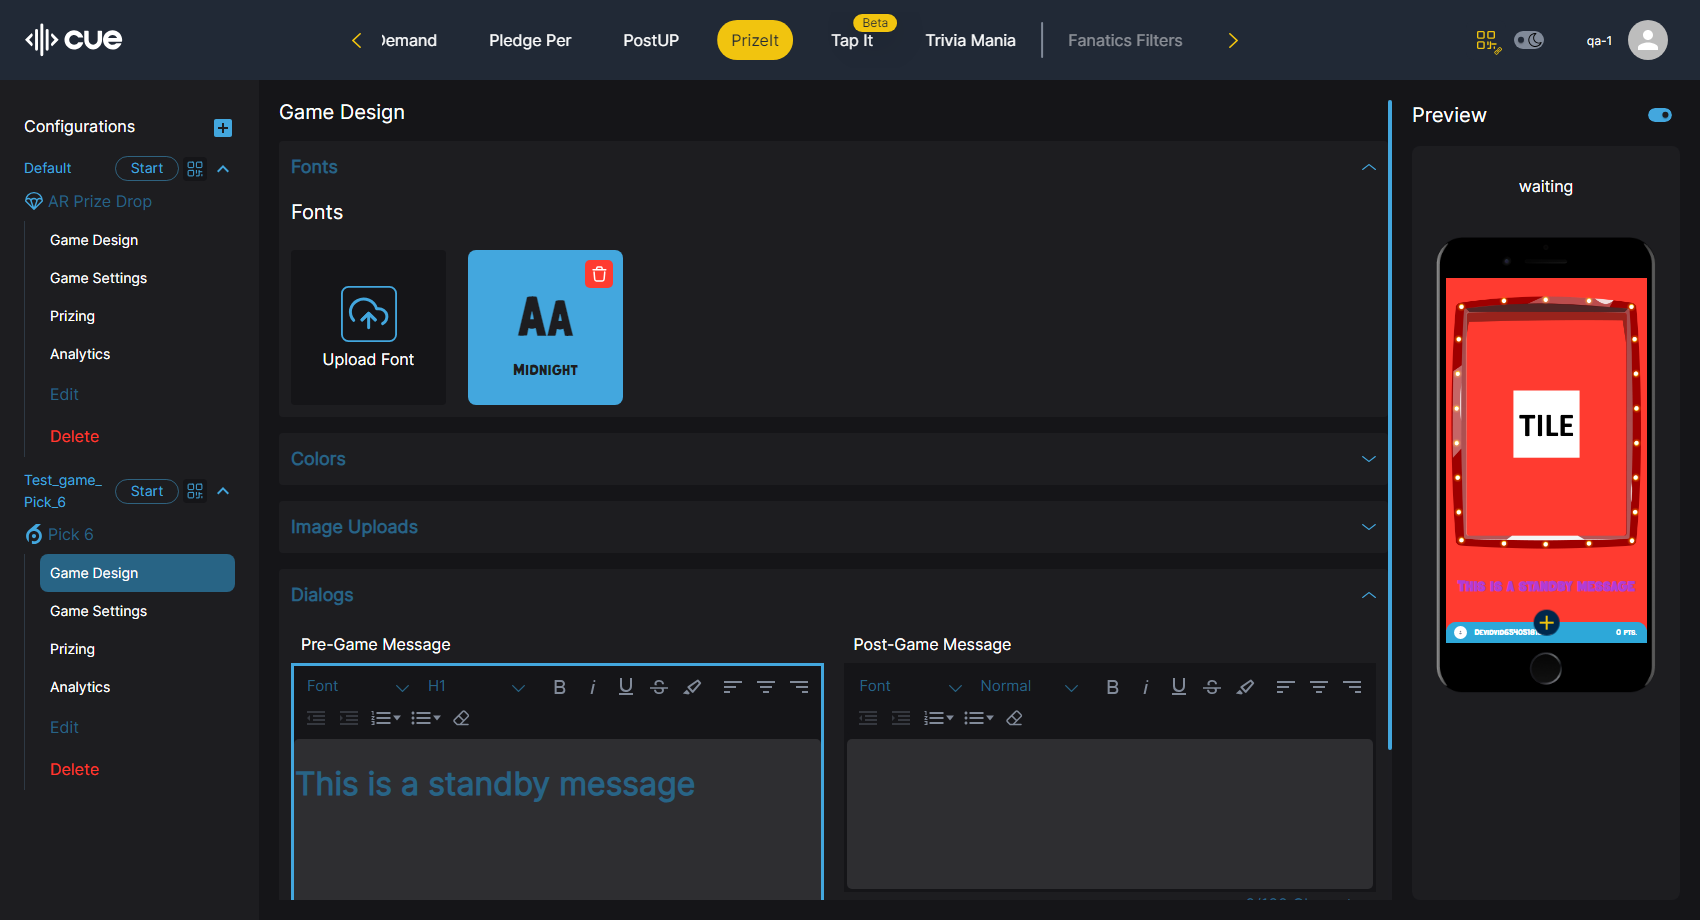 cue
Demand
Pledge Per
PostUP
PrizeIt
Beta
Tap It
Trivia Mania
Fanatics Filters
qa-1
Configurations
Default
Start
AR Prize Drop
Game Design
Game Settings
Prizing
Analytics
Edit
Delete
Test_game_
Pick_6
Start
Pick 6
Game Design
Game Settings
Prizing
Analytics
Edit
Delete
Game Design
Fonts
Fonts
Upload Font
AA
MIDNIGHT
Colors
Image Uploads
Dialogs
Pre-Game Message
Font
H1
B i U S
This is a standby message
Post-Game Message
Font
Normal
B i U S
Preview
waiting
TILE
THIS IS A STANDBY MESSAGE
0 PTS.